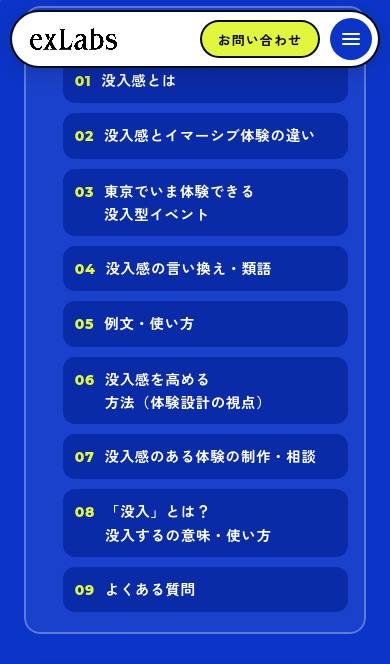 exLabs
お問い合わせ
01 没入感とは
02 没入感とイマーシブ体験の違い
03 東京でいま体験できる
没入型イベント
04 没入感の言い換え・類語
05 例文・使い方
06 没入感を高める
方法（体験設計の視点）
07 没入感のある体験の制作・相談
08 「没入」とは？
没入するの意味・使い方
09 よくある質問